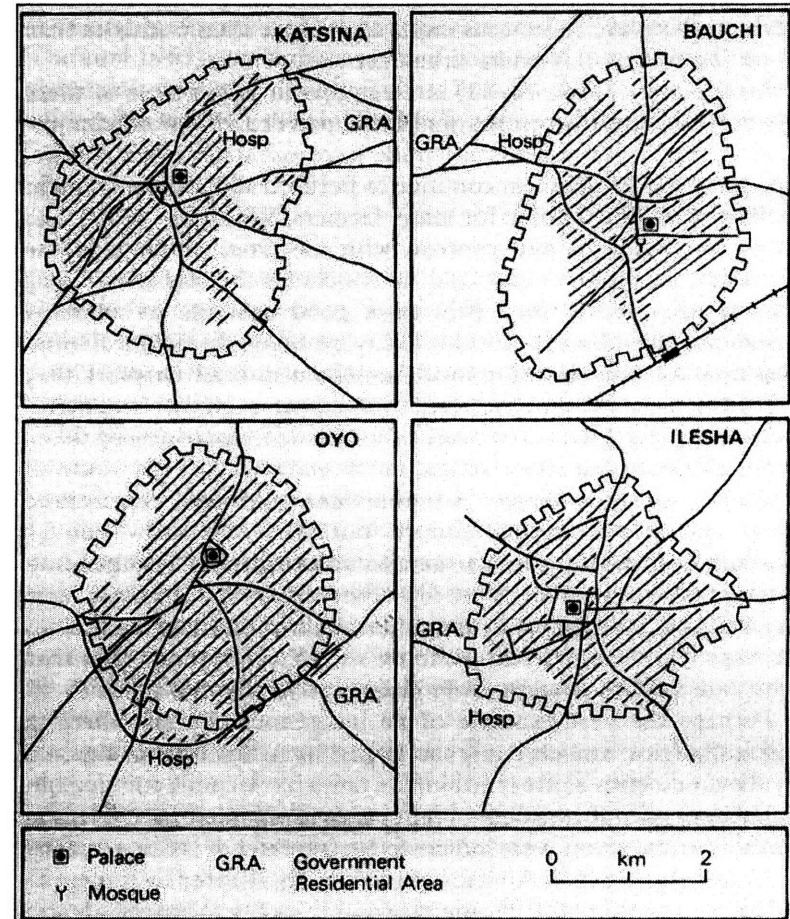 KATSINA
Hosp.
GRA.
BAUCHI
GRA
Hosp.
OYO
GRA.
Hosp.
ILESHA
GRA.
Hosp.
Palace
Mosque
G.R.A. Government
Residential Area
0 km 2